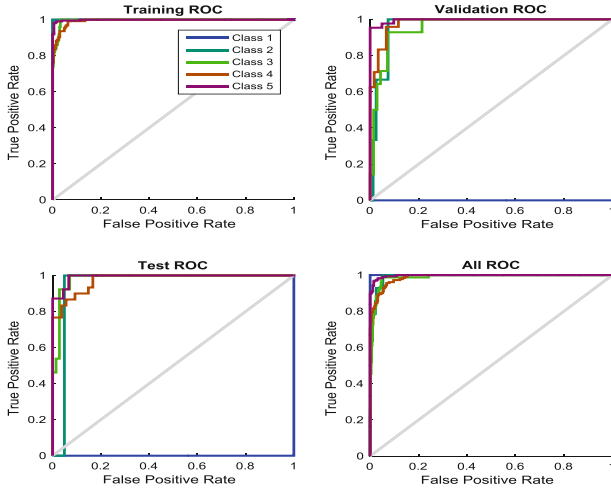 Training ROC
1
0.8
0.6
0.4
0.2
0
True Positive Rate
Class 1
Class 2
Class 3
Class 4
Class 5
0 0.2 0.4 0.6 0.8 1
False Positive Rate
Validation ROC
1
0.8
0.6
0.4
0.2
0
True Positive Rate
0 0.2 0.4 0.6 0.8 1
False Positive Rate
Test ROC
1
0.8
0.6
0.4
0.2
0
True Positive Rate
0 0.2 0.4 0.6 0.8 1
False Positive Rate
All ROC
1
0.8
0.6
0.4
0.2
0
True Positive Rate
0 0.2 0.4 0.6 0.8 1
False Positive Rate